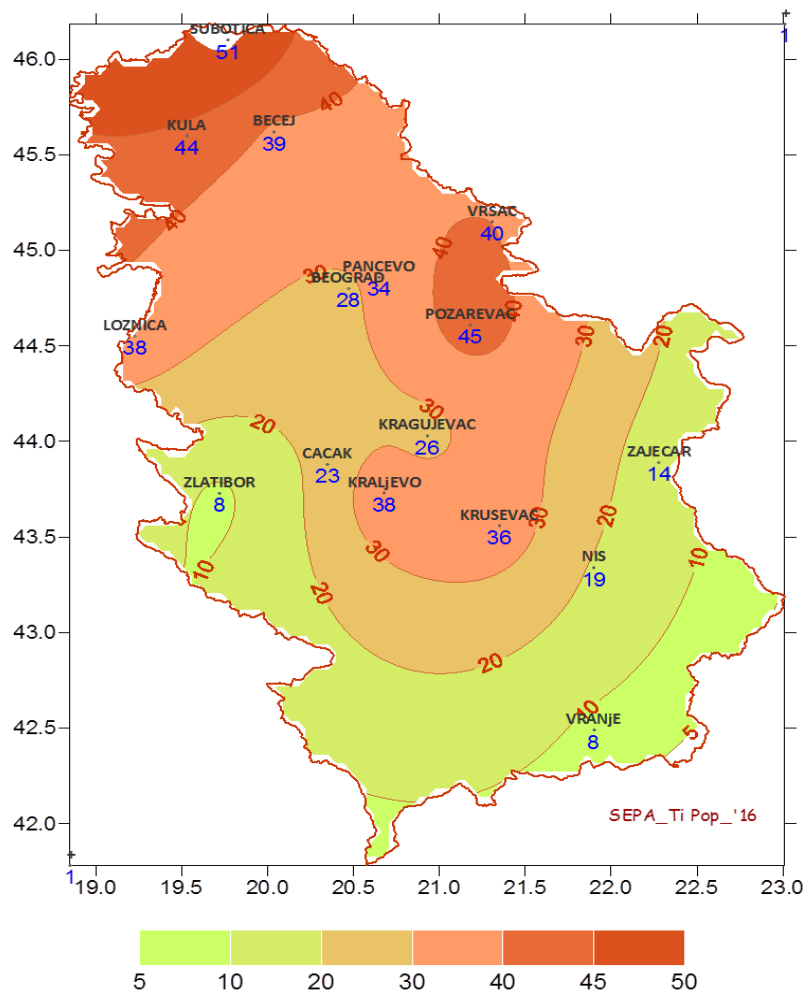 SUBOTICA
51
1
46.0
40
KULA
44
BECEJ
39
45.5
40
VRSAC
40
45.0
40
30
PANCEVO
34
BEOGRAD
28
40
POZAREVAC
45
LOZNICA
38
44.5
30
20
30
20
KRAGUJEVAC
26
44.0
CACAK
23
ZAJECAR
14
ZLATIBOR
8
KRALjEVO
38
KRUSEVAC
36
43.5
30
20
30
10
NIS
19
10
20
43.0
20
10
VRANjE
8
42.5
5
SEPA_Ti Pop_'16
42.0
1
19.0 19.5 20.0 20.5 21.0 21.5 22.0 22.5 23.0
5 10 20 30 40 45 50